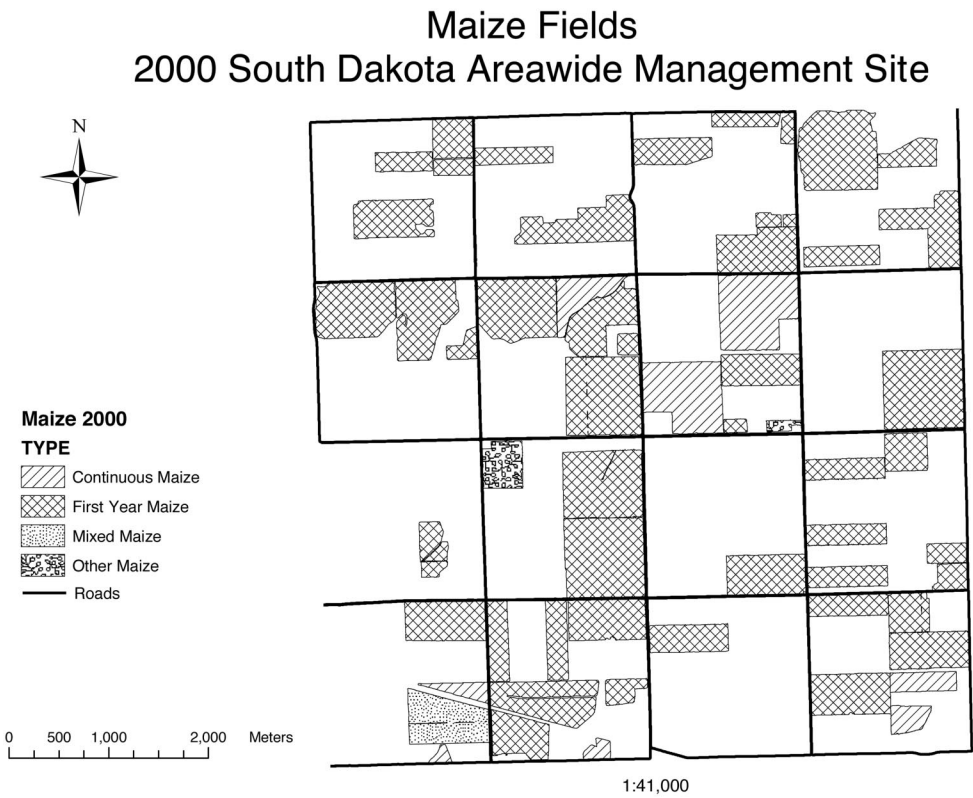 Maize Fields
2000 South Dakota Areawide Management Site
N
Maize 2000
TYPE
Continuous Maize
First Year Maize
Mixed Maize
Other Maize
Roads
0 500 1,000 2,000 Meters
1:41,000